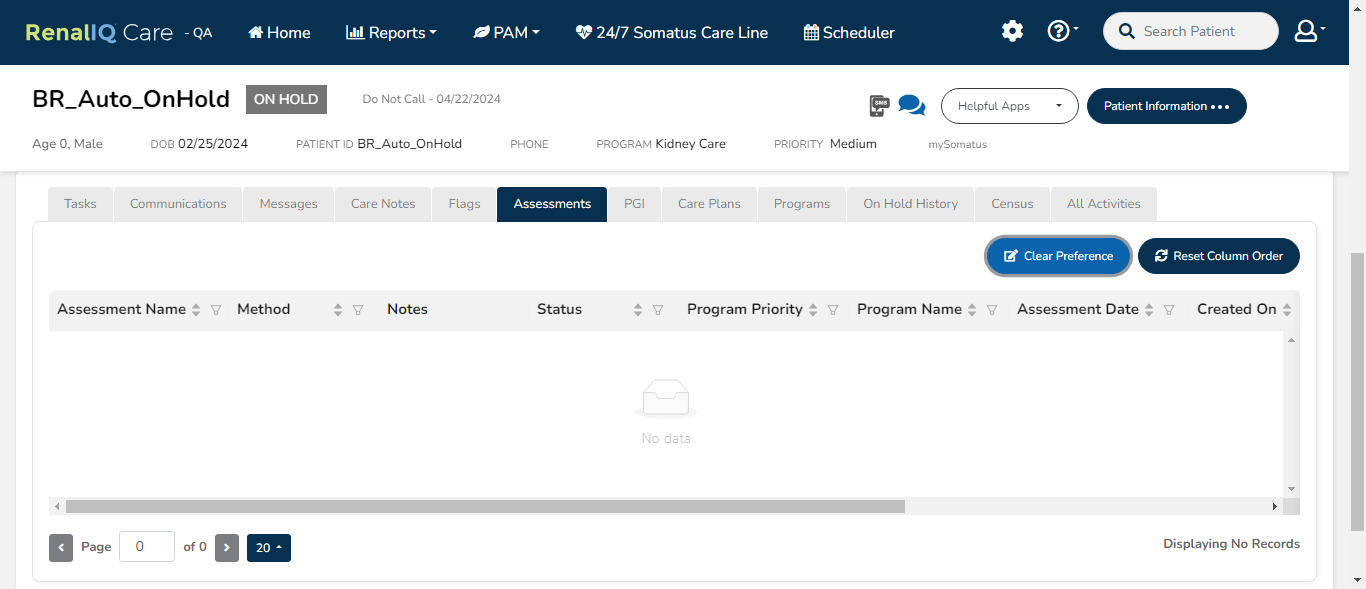 RenalIQ Care - QA Home Reports PAM 24/7 Somatus Care Line Scheduler Search Patient
BR_Auto_OnHold ON HOLD Do Not Call - 04/22/2024 SMS Helpful Apps Patient Information
Age 0, Male DOB 02/25/2024 PATIENT ID BR_Auto_OnHold PHONE PROGRAM Kidney Care PRIORITY Medium mySomatus
Tasks Communications Messages Care Notes Flags Assessments PGI Care Plans Programs On Hold History Census All Activities
Clear Preference Reset Column Order
Assessment Name Method Notes Status Program Priority Program Name Assessment Date Created On
No data
Page 0 of 0 20 Displaying No Records